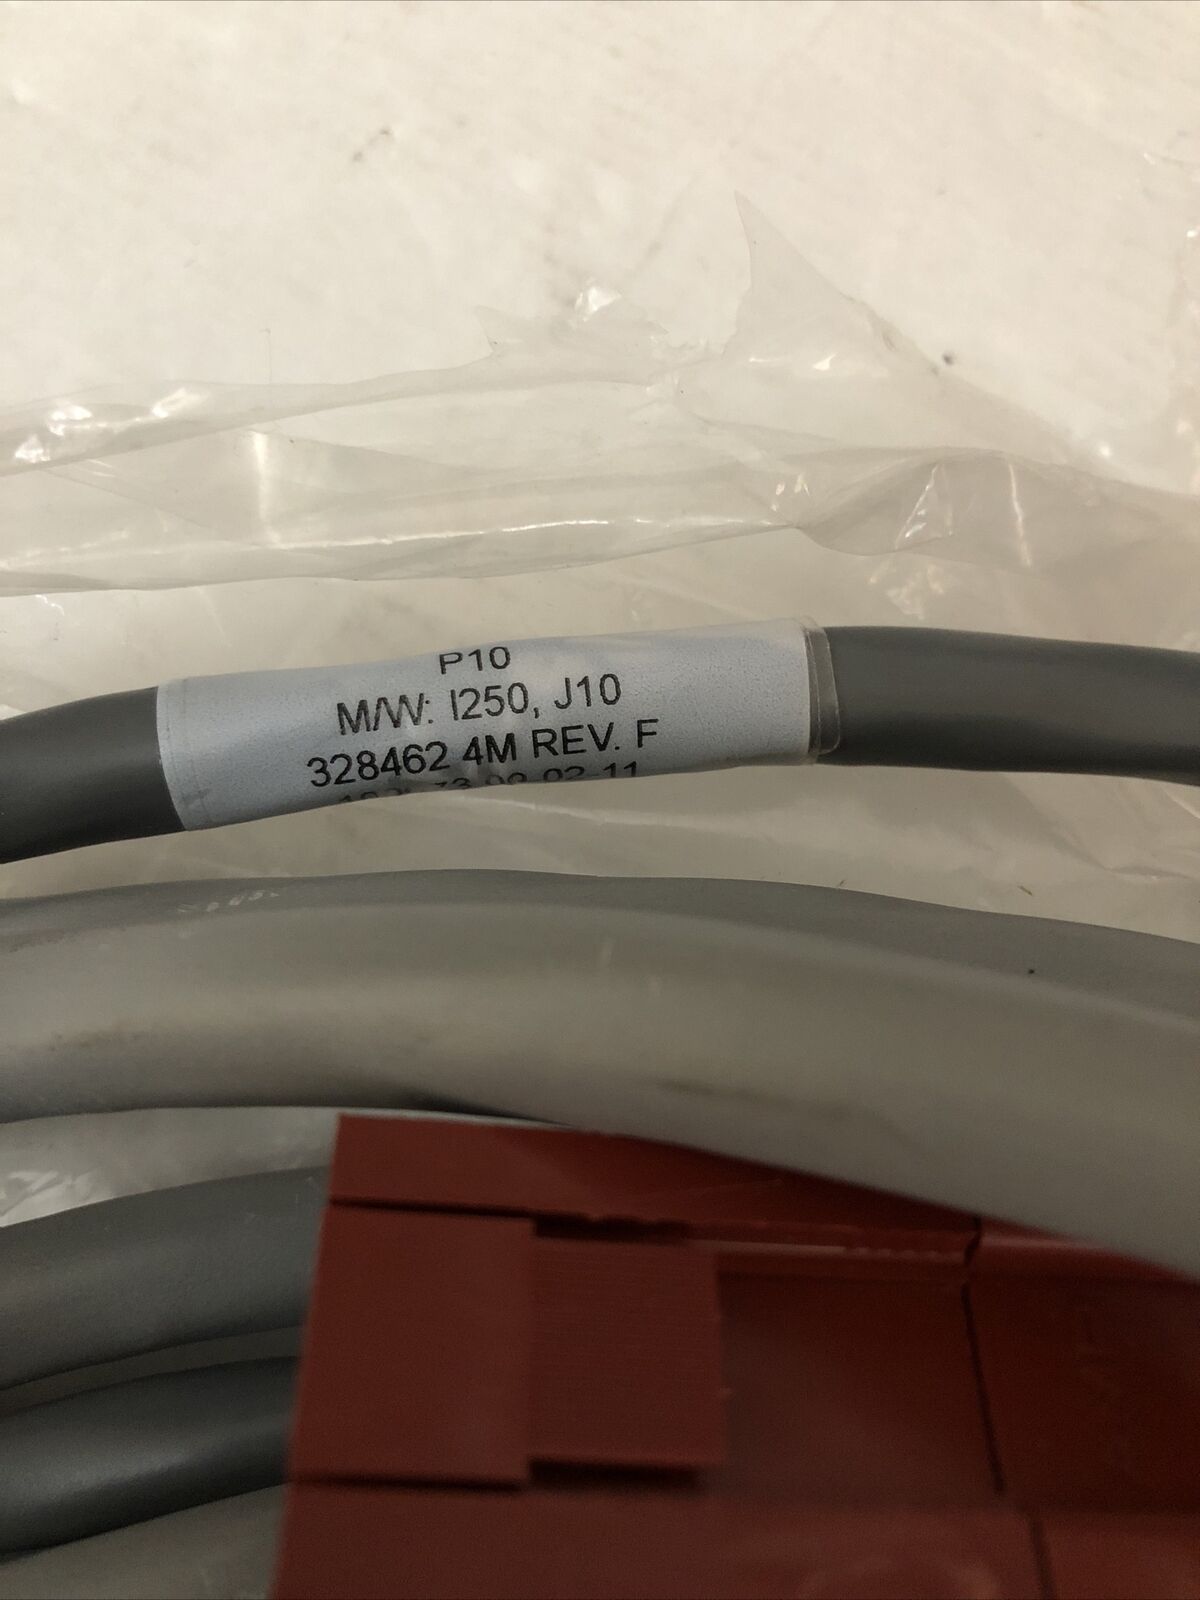 P10
M/W: I250, J10
328462 4M REV. F